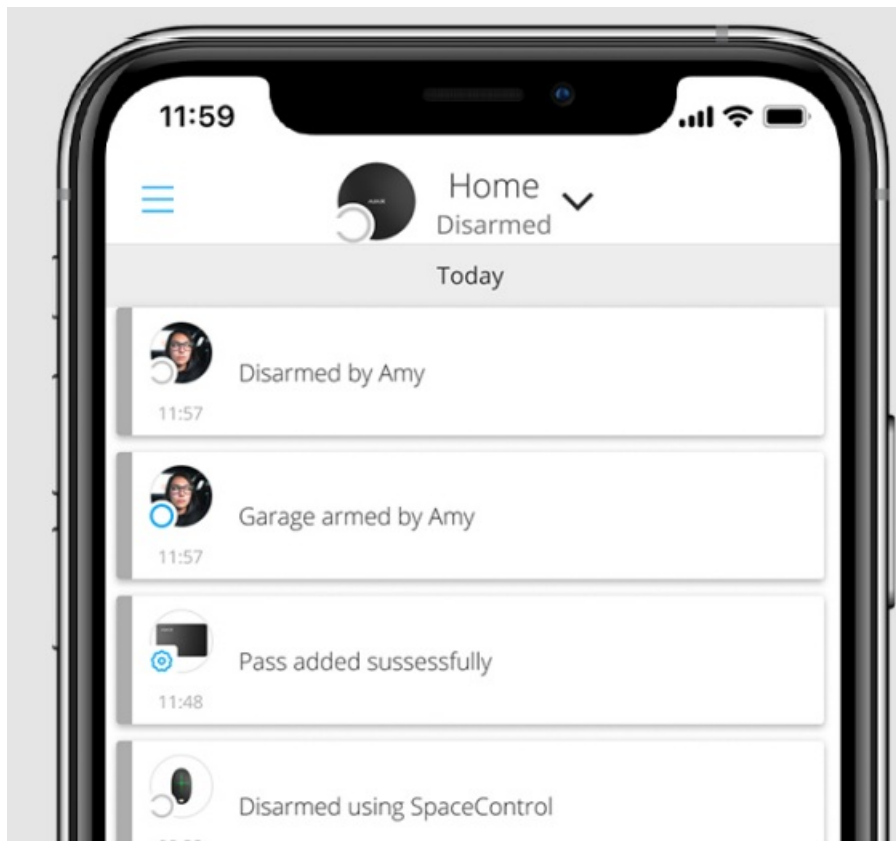 11:59
Home
Disarmed
Today
Disarmed by Amy
11:57
Garage armed by Amy
11:57
Pass added sussessfully
11:48
Disarmed using SpaceControl